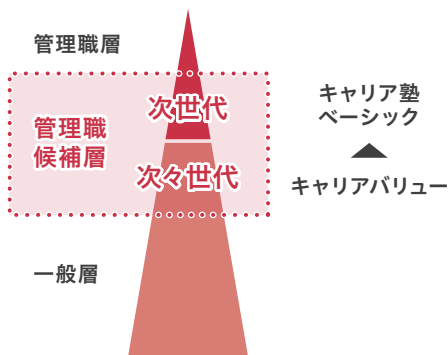 管理職層
管理職
候補層
次世代
次々世代
一般層
キャリア塾
ベーシック
キャリアバリュー